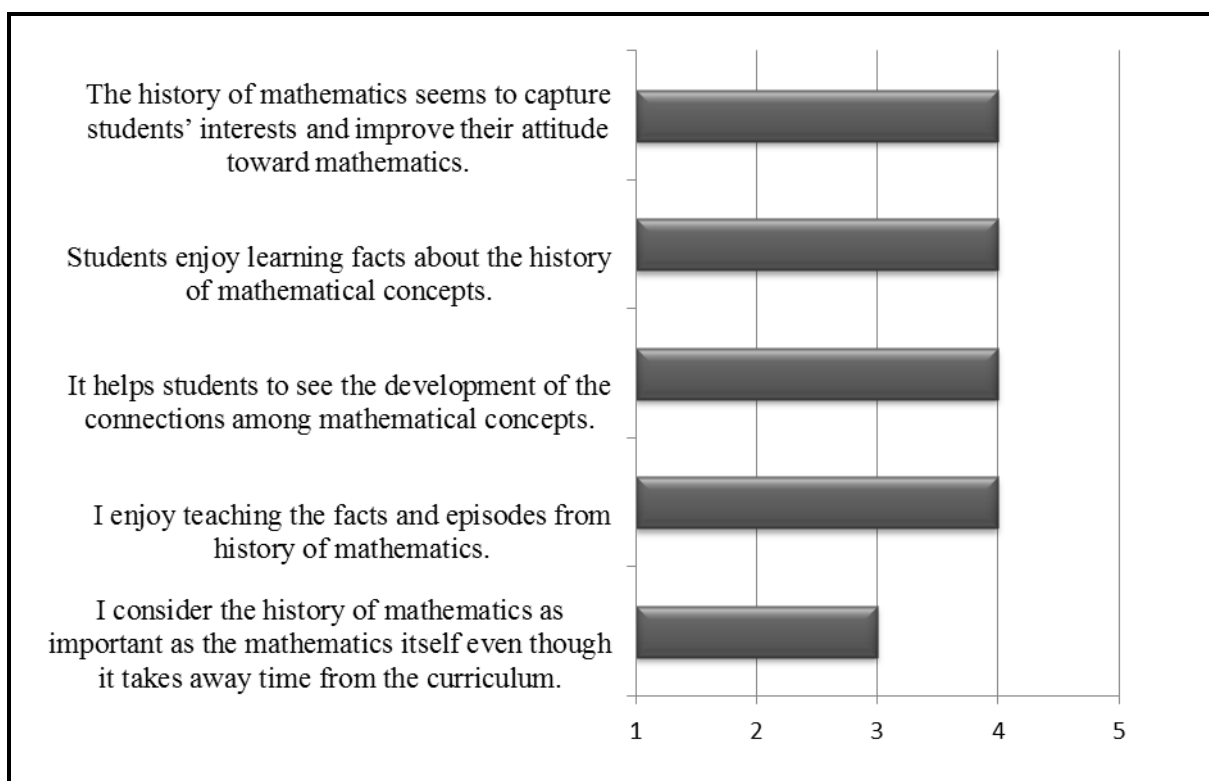 The history of mathematics seems to capture
students’ interests and improve their attitude
toward mathematics.
Students enjoy learning facts about the history
of mathematical concepts.
It helps students to see the development of the
connections among mathematical concepts.
I enjoy teaching the facts and episodes from
history of mathematics.
I consider the history of mathematics as
important as the mathematics itself even though
it takes away time from the curriculum.
1 2 3 4 5